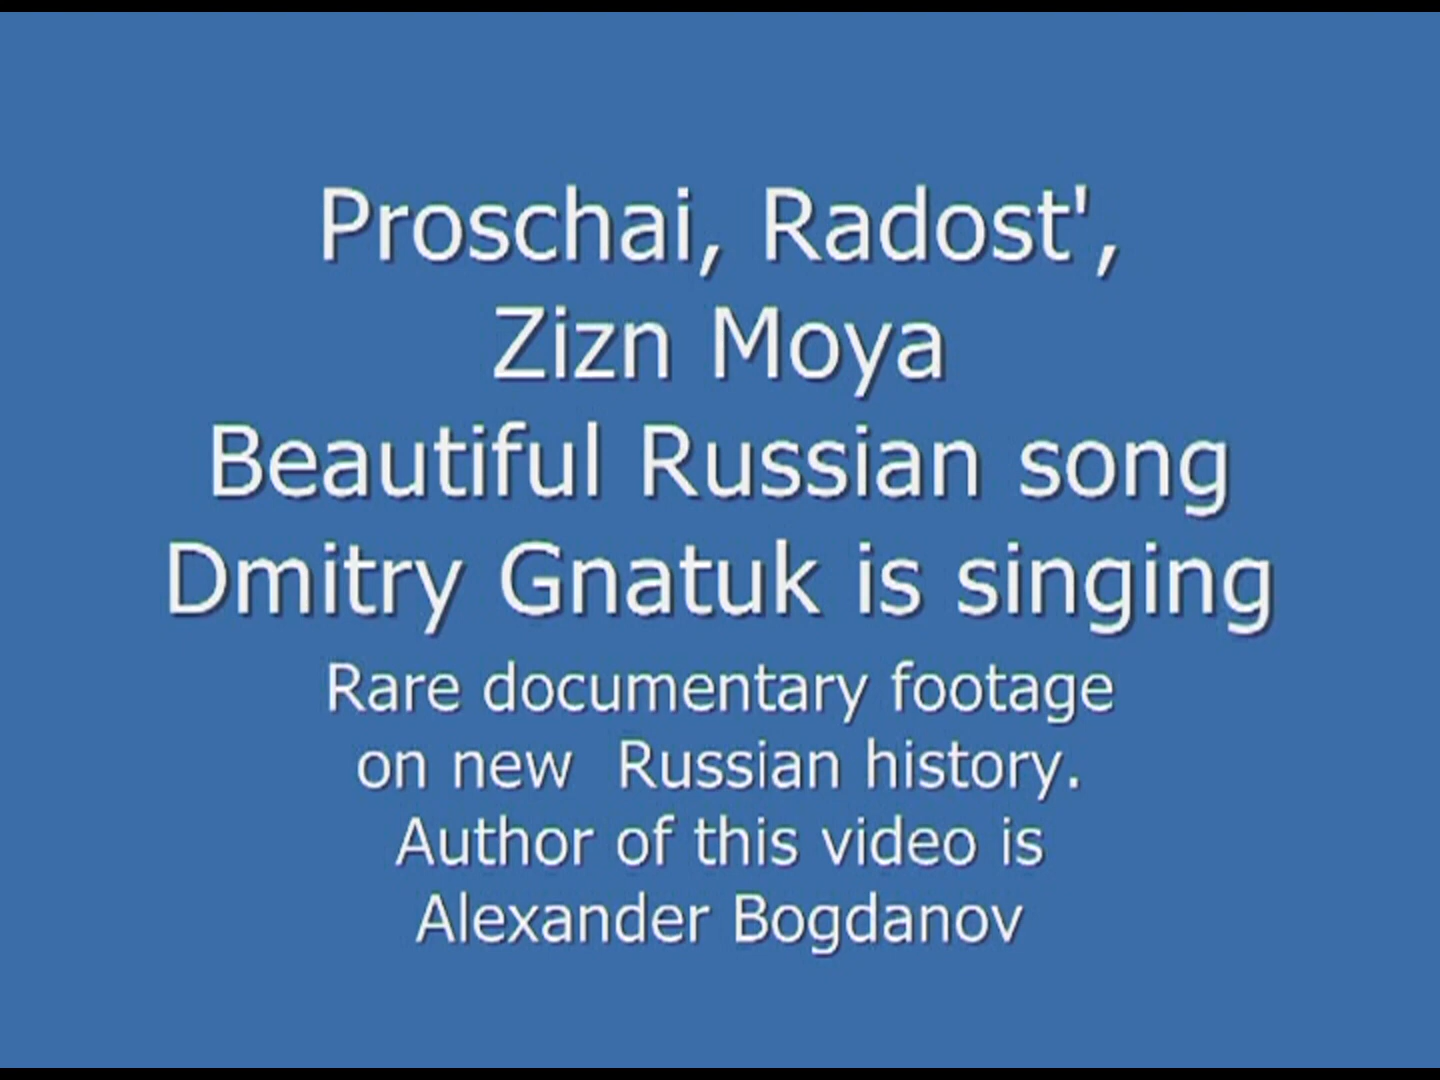 Proschai, Radost',
Zizn Moya
Beautiful Russian song
Dmitry Gnatuk is singing
Rare documentary footage
on new  Russian history.
Author of this video is
Alexander Bogdanov